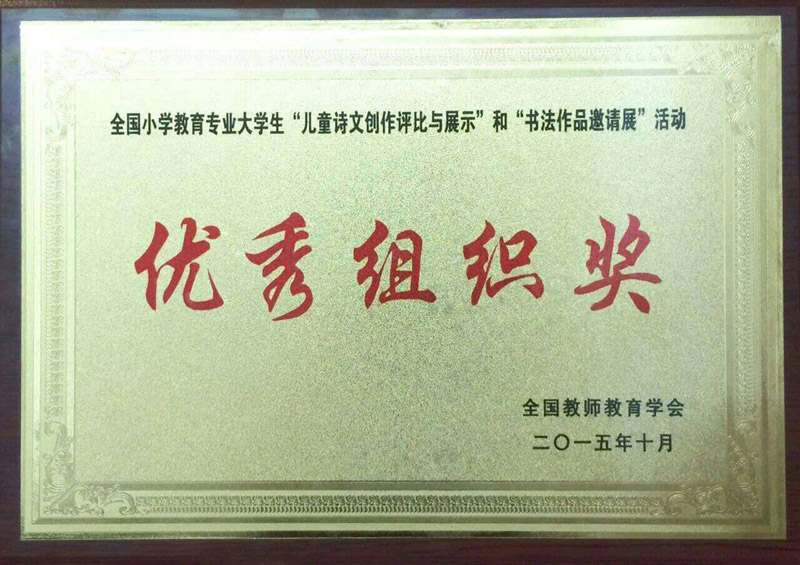 全国小学教育专业大学生“儿童诗文创作评比与展示”和“书法作品邀请展”活动
优秀组织奖
全国教师教育学会
二〇一五年十月